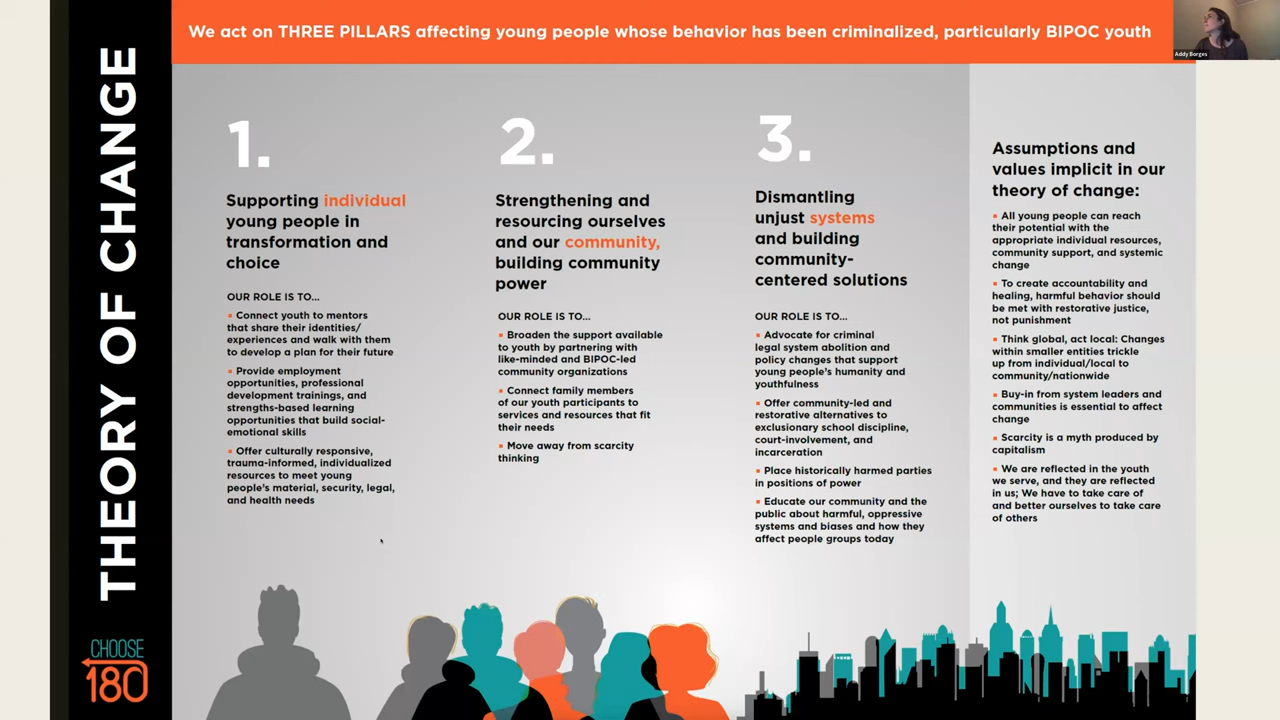 We act on THREE PILLARS affecting young people whose behavior has been criminalized, particularly BIPOC youth
Addy Borges
THEORY OF CHANGE
CHOOSE
180
1.
Supporting individual
young people in
transformation and
choice
OUR ROLE IS TO...
▪ Connect youth to mentors
that share their identities/
experiences and walk with them
to develop a plan for their future
▪ Provide employment
opportunities, professional
development trainings, and
strengths-based learning
opportunities that build social-
emotional skills
▪ Offer culturally responsive,
trauma-informed, individualized
resources to meet young
people's material, security, legal,
and health needs
2.
Strengthening and
resourcing ourselves
and our community,
building community
power
OUR ROLE IS TO...
▪ Broaden the support available
to youth by partnering with
like-minded and BIPOC-led
community organizations
▪ Connect family members
of our youth participants to
services and resources that fit
their needs
▪ Move away from scarcity
thinking
3.
Dismantling
unjust systems
and building
community-
centered solutions
OUR ROLE IS TO...
▪ Advocate for criminal
legal system abolition and
policy changes that support
young people's humanity and
youthfulness
▪ Offer community-led and
restorative alternatives to
exclusionary school discipline,
court-involvement, and
incarceration
▪ Place historically harmed parties
in positions of power
▪ Educate our community and the
public about harmful, oppressive
systems and biases and how they
affect people groups today
Assumptions and
values implicit in our
theory of change:
▪ All young people can reach
their potential with the
appropriate individual resources,
community support, and systemic
change
▪ To create accountability and
healing, harmful behavior should
be met with restorative justice,
not punishment
▪ Think global, act local: Changes
within smaller entities trickle
up from individual/local to
community/nationwide
▪ Buy-in from system leaders and
communities is essential to affect
change
▪ Scarcity is a myth produced by
capitalism
▪ We are reflected in the youth
we serve, and they are reflected
in us; We have to take care of
and better ourselves to take care
of others